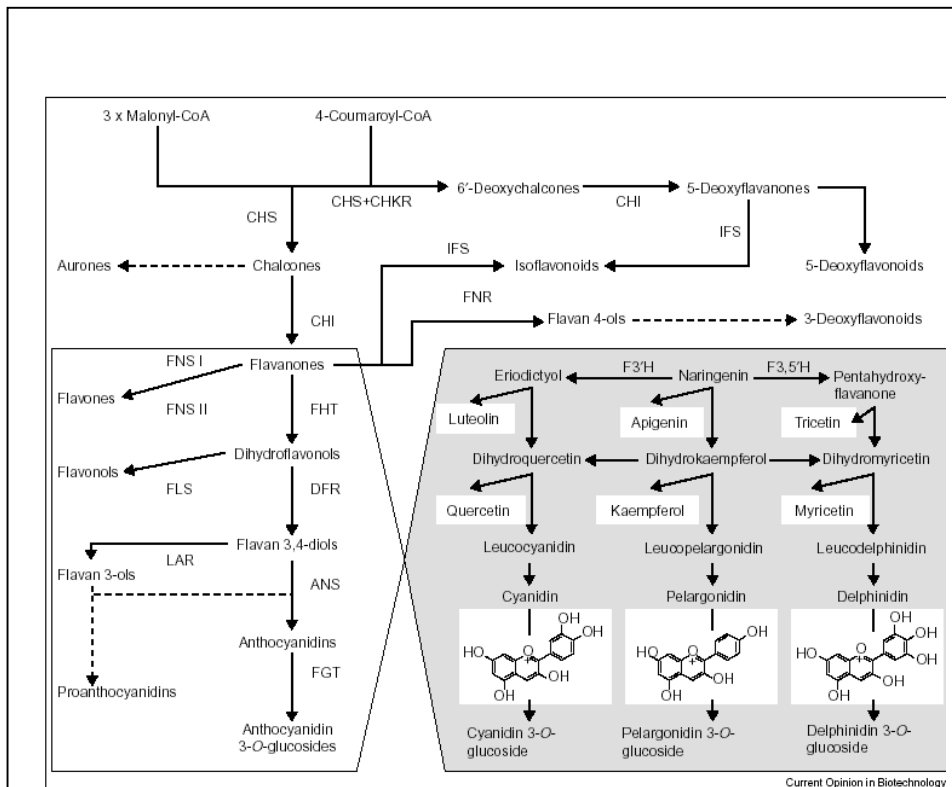 3 x Malonyl-CoA
4-Coumaroyl-CoA
CHS
CHS+CHKR
6′-Deoxychalcones
CHI
5-Deoxyflavanones
IFS
IFS
Aurones
Chalcones
Isoflavonoids
5-Deoxyflavonoids
FNR
CHI
Flavan 4-ols
3-Deoxyflavonoids
FNS I
Flavanones
Flavones
FNS II
FHT
Dihydroflavonols
Flavonols
FLS
DFR
Flavan 3,4-diols
LAR
Flavan 3-ols
ANS
Anthocyanidins
Proanthocyanidins
FGT
Anthocyanidin
3-O-glucosides
Eriodictyol
F3′H
Naringenin
F3,5′H
Pentahydroxy-
flavanone
Luteolin
Apigenin
Tricetin
Dihydroquercetin
Dihydrokaempferol
Dihydromyricetin
Quercetin
Kaempferol
Myricetin
Leucocyanidin
Leucopelargonidin
Leucodelphinidin
Cyanidin
Pelargonidin
Delphinidin
OH
OH
HO
O
+
OH
OH
OH
HO
O
+
OH
OH
OH
OH
OH
HO
O
+
OH
OH
Cyanidin 3-O-
glucoside
Pelargonidin 3-O-
glucoside
Delphinidin 3-O-
glucoside
Current Opinion in Biotechnology